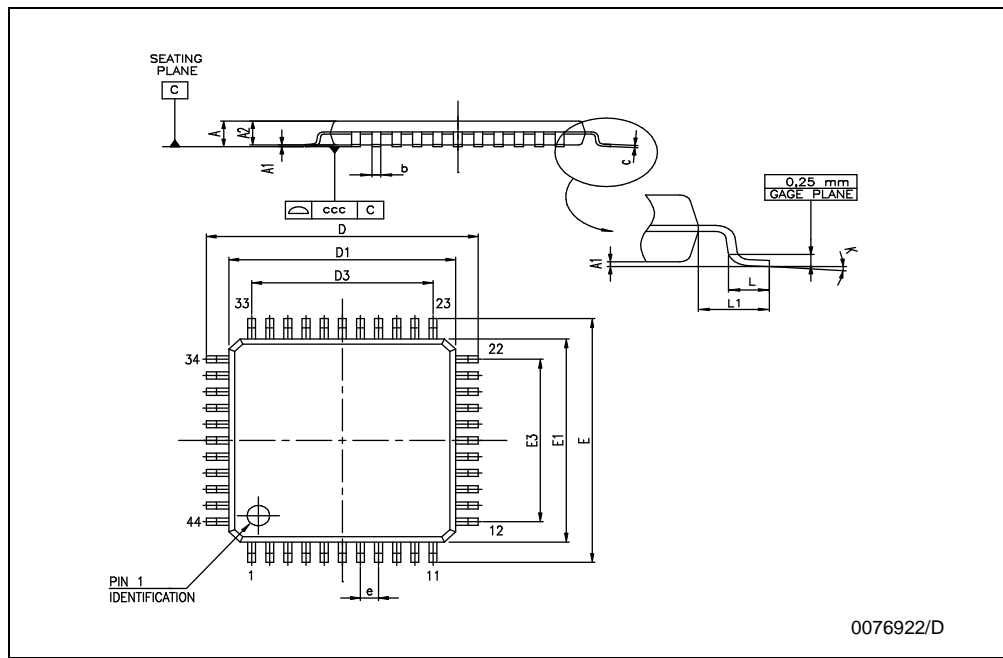 SEATING
PLANE
C
A
A2
A1
b
c
ccc C
D
D1
D3
0,25 mm
GAGE PLANE
A1
K
L
L1
33
23
34
22
E3
E1
E
44
12
PIN 1
IDENTIFICATION
1
e
11
0076922/D